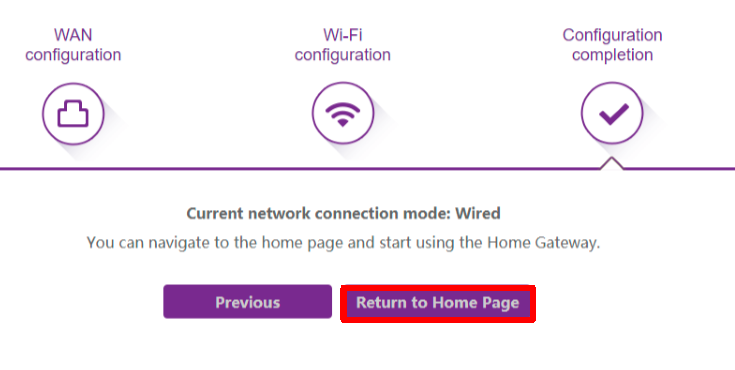 WAN
configuration
Wi-Fi
configuration
Configuration
completion
Current network connection mode: Wired
You can navigate to the home page and start using the Home Gateway.
Previous
Return to Home Page